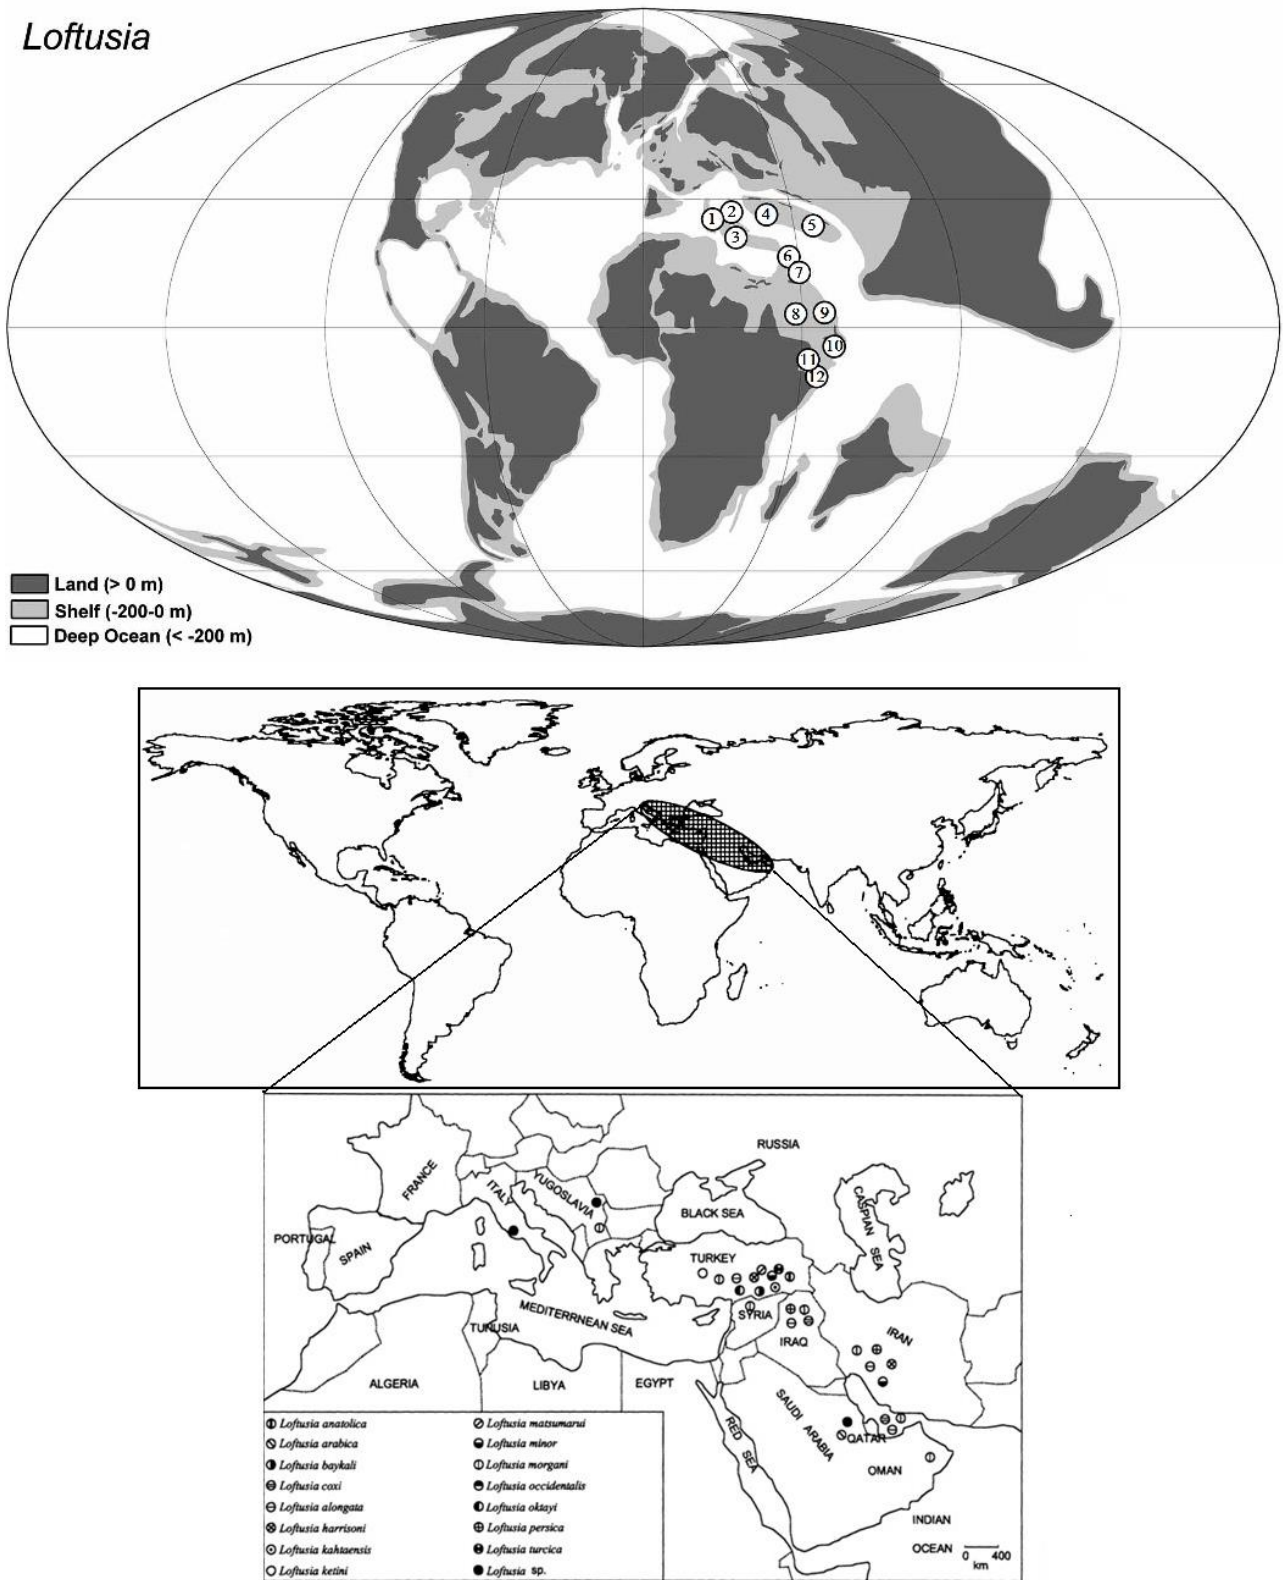 Loftusia
1
2
3
4
5
6
7
8
9
10
11
12
Land (> 0 m)
Shelf (-200-0 m)
Deep Ocean (< -200 m)
RUSSIA
FRANCE
ITALY
YUGOSLAVIA
BLACK SEA
CASPIAN SEA
PORTUGAL
SPAIN
TURKEY
MEDITERRNEAN SEA
TUNUSIA
SYRIA
IRAQ
IRAN
ALGERIA
LIBYA
EGYPT
RED SEA
SAUDI ARABIA
QATAR
OMAN
INDIAN
OCEAN
0 400
km
Loftusia anatolica
Loftusia arabica
Loftusia baykali
Loftusia coxi
Loftusia alongata
Loftusia harrisoni
Loftusia kahtaensis
Loftusia ketini
Loftusia matsumarui
Loftusia minor
Loftusia morgani
Loftusia occidentalis
Loftusia oktayi
Loftusia persica
Loftusia turcica
Loftusia sp.